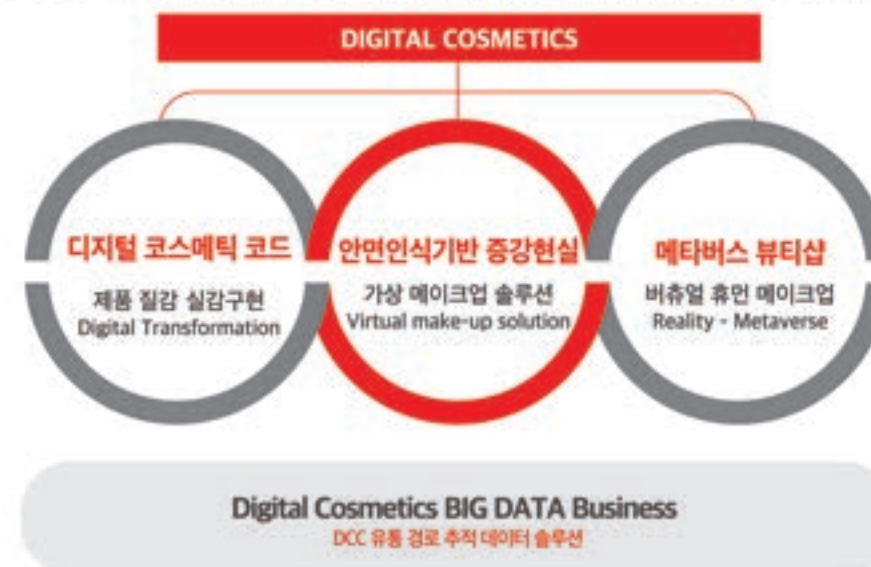 DIGITAL COSMETICS
디지털 코스메틱 코드
제품 질감 실감구현
Digital Transformation
안면인식기반 증강현실
가상 메이크업 솔루션
Virtual make-up solution
메타버스 뷰티샵
버츄얼 휴먼 메이크업
Reality - Metaverse
Digital Cosmetics BIG DATA Business
DCC 유통 경로 추적 데이터 솔루션